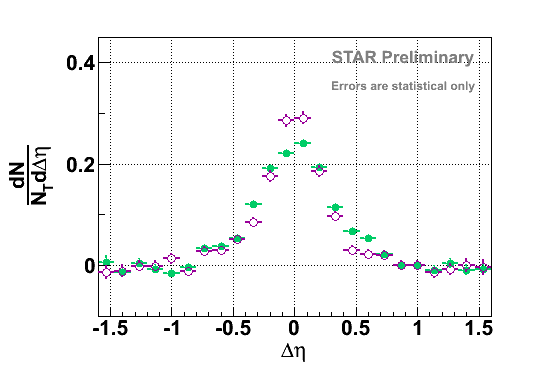 STAR Preliminary
Errors are statistical only
0.4
0.2
0
dN
N_T dΔη
-1.5 -1 -0.5 0 0.5 1 1.5
Δη